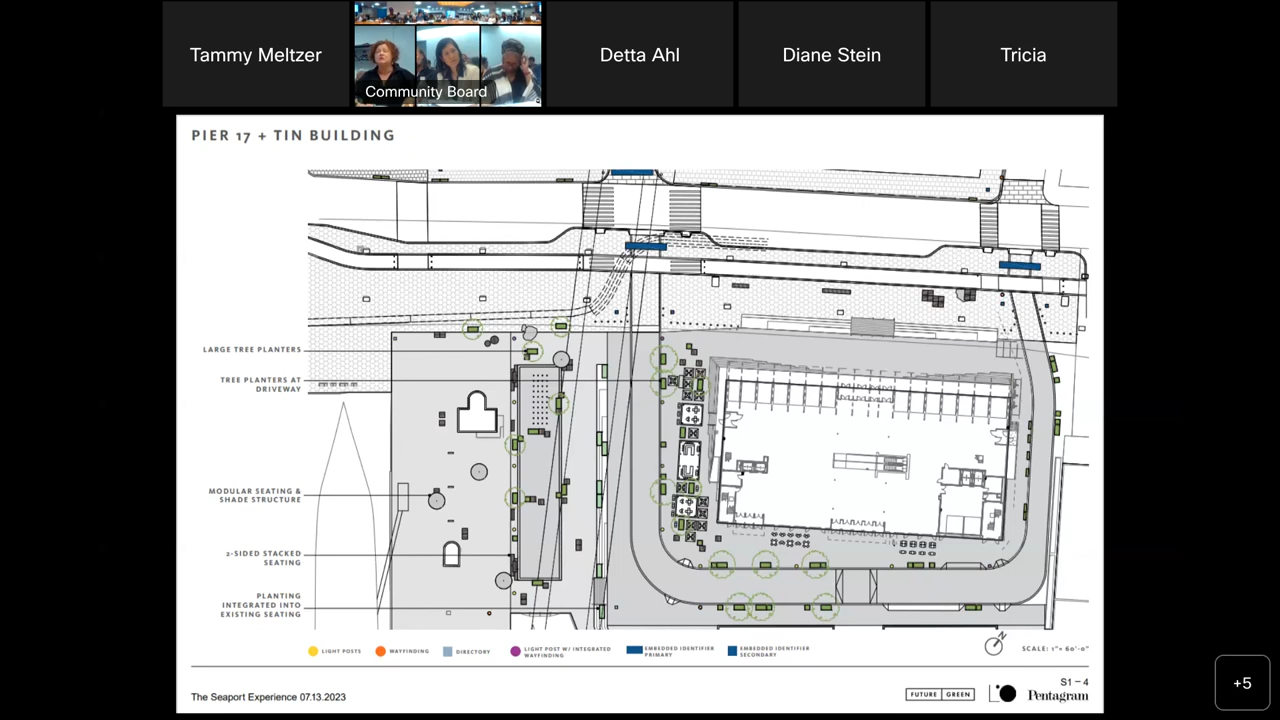 Tammy Meltzer
Community Board
Detta Ahl
Diane Stein
Tricia
PIER 17 + TIN BUILDING
LARGE TREE PLANTERS
TREE PLANTERS AT
DRIVEWAY
MODULAR SEATING &
SHADE STRUCTURE
2-SIDED STACKED
SEATING
PLANTING
INTEGRATED INTO
EXISTING SEATING
LIGHT POSTS
WAYFINDING
DIRECTORY
LIGHT POST W/ INTEGRATED
WAYFINDING
EMBEDDED IDENTIFIER
PRIMARY
EMBEDDED IDENTIFIER
SECONDARY
N
SCALE: 1"= 60'-0"
The Seaport Experience 07.13.2023
FUTURE GREEN
S1 – 4
Pentagram
+5